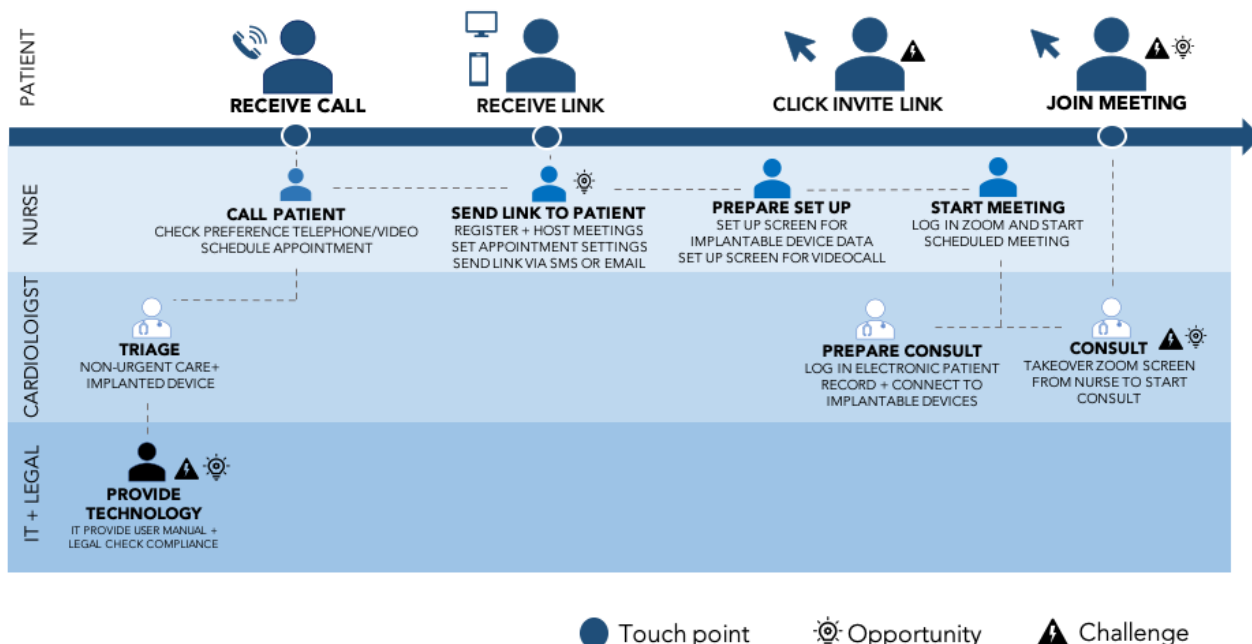 PATIENT
RECEIVE CALL
RECEIVE LINK
CLICK INVITE LINK
JOIN MEETING
NURSE
CALL PATIENT
CHECK PREFERENCE TELEPHONE/VIDEO
SCHEDULE APPOINTMENT
SEND LINK TO PATIENT
REGISTER + HOST MEETINGS
SET APPOINTMENT SETTINGS
SEND LINK VIA SMS OR EMAIL
PREPARE SET UP
SET UP SCREEN FOR
IMPLANTABLE DEVICE DATA
SET UP SCREEN FOR VIDEOCALL
START MEETING
LOG IN ZOOM AND START
SCHEDULED MEETING
CARDIOLOIGST
TRIAGE
NON-URGENT CARE+
IMPLANTED DEVICE
PREPARE CONSULT
LOG IN ELECTRONIC PATIENT
RECORD + CONNECT TO
IMPLANTABLE DEVICES
CONSULT
TAKEOVER ZOOM SCREEN
FROM NURSE TO START
CONSULT
IT + LEGAL
PROVIDE
TECHNOLOGY
IT PROVIDE USER MANUAL +
LEGAL CHECK COMPLIANCE
Touch point
Opportunity
Challenge